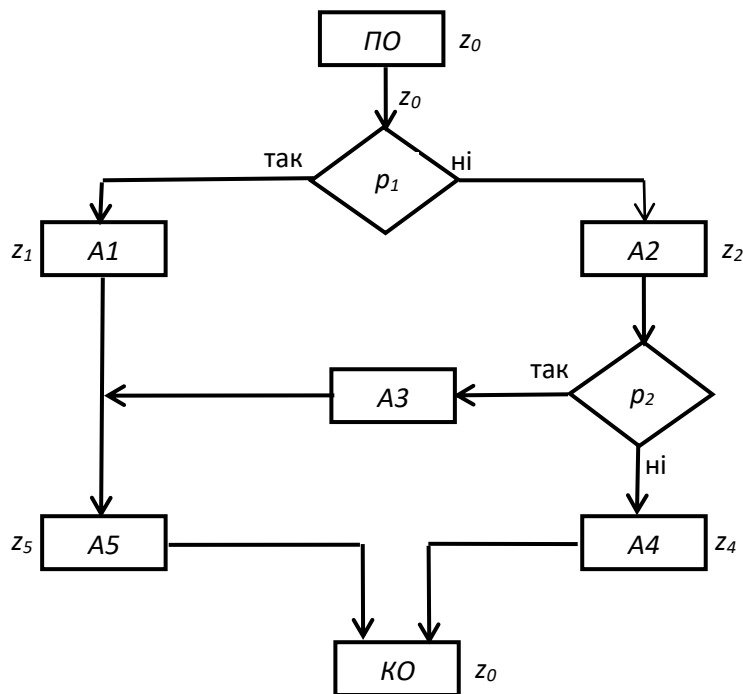 ПО z0
z0
так p1 ні
z1 A1 A2 z2
так
A3 p2
ні
z5 A5 A4 z4
КО z0